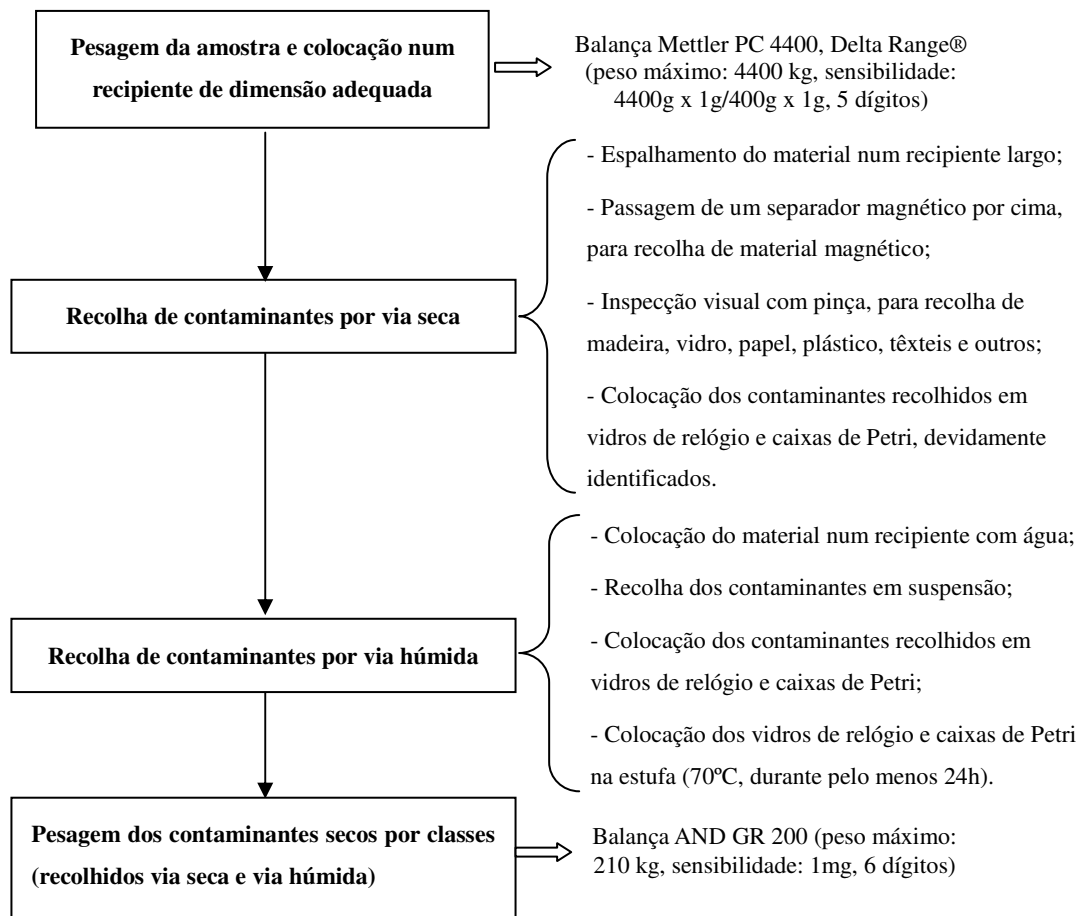 Pesagem da amostra e colocação num
recipiente de dimensão adequada
Balança Mettler PC 4400, Delta Range®
(peso máximo: 4400 kg, sensibilidade:
4400g x 1g/400g x 1g, 5 dígitos)
- Espalhamento do material num recipiente largo;
- Passagem de um separador magnético por cima,
para recolha de material magnético;
Recolha de contaminantes por via seca
- Inspecção visual com pinça, para recolha de
madeira, vidro, papel, plástico, têxteis e outros;
- Colocação dos contaminantes recolhidos em
vidros de relógio e caixas de Petri, devidamente
identificados.
- Colocação do material num recipiente com água;
- Recolha dos contaminantes em suspensão;
Recolha de contaminantes por via húmida
- Colocação dos contaminantes recolhidos em
vidros de relógio e caixas de Petri;
- Colocação dos vidros de relógio e caixas de Petri
na estufa (70ºC, durante pelo menos 24h).
Pesagem dos contaminantes secos por classes
(recolhidos via seca e via húmida)
Balança AND GR 200 (peso máximo:
210 kg, sensibilidade: 1mg, 6 dígitos)